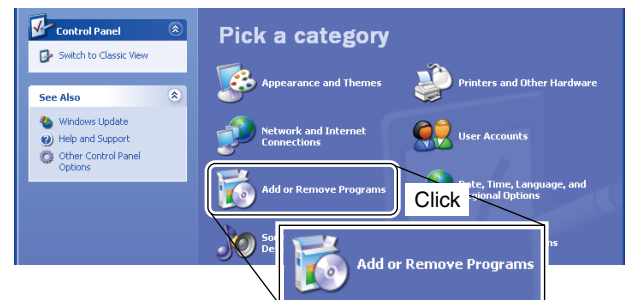 Control Panel
Switch to Classic View
See Also
Windows Update
Help and Support
Other Control Panel
Options
Pick a category
Appearance and Themes
Printers and Other Hardware
Network and Internet
Connections
User Accounts
Add or Remove Programs
Click
Time, Language, and
Options
Add or Remove Programs